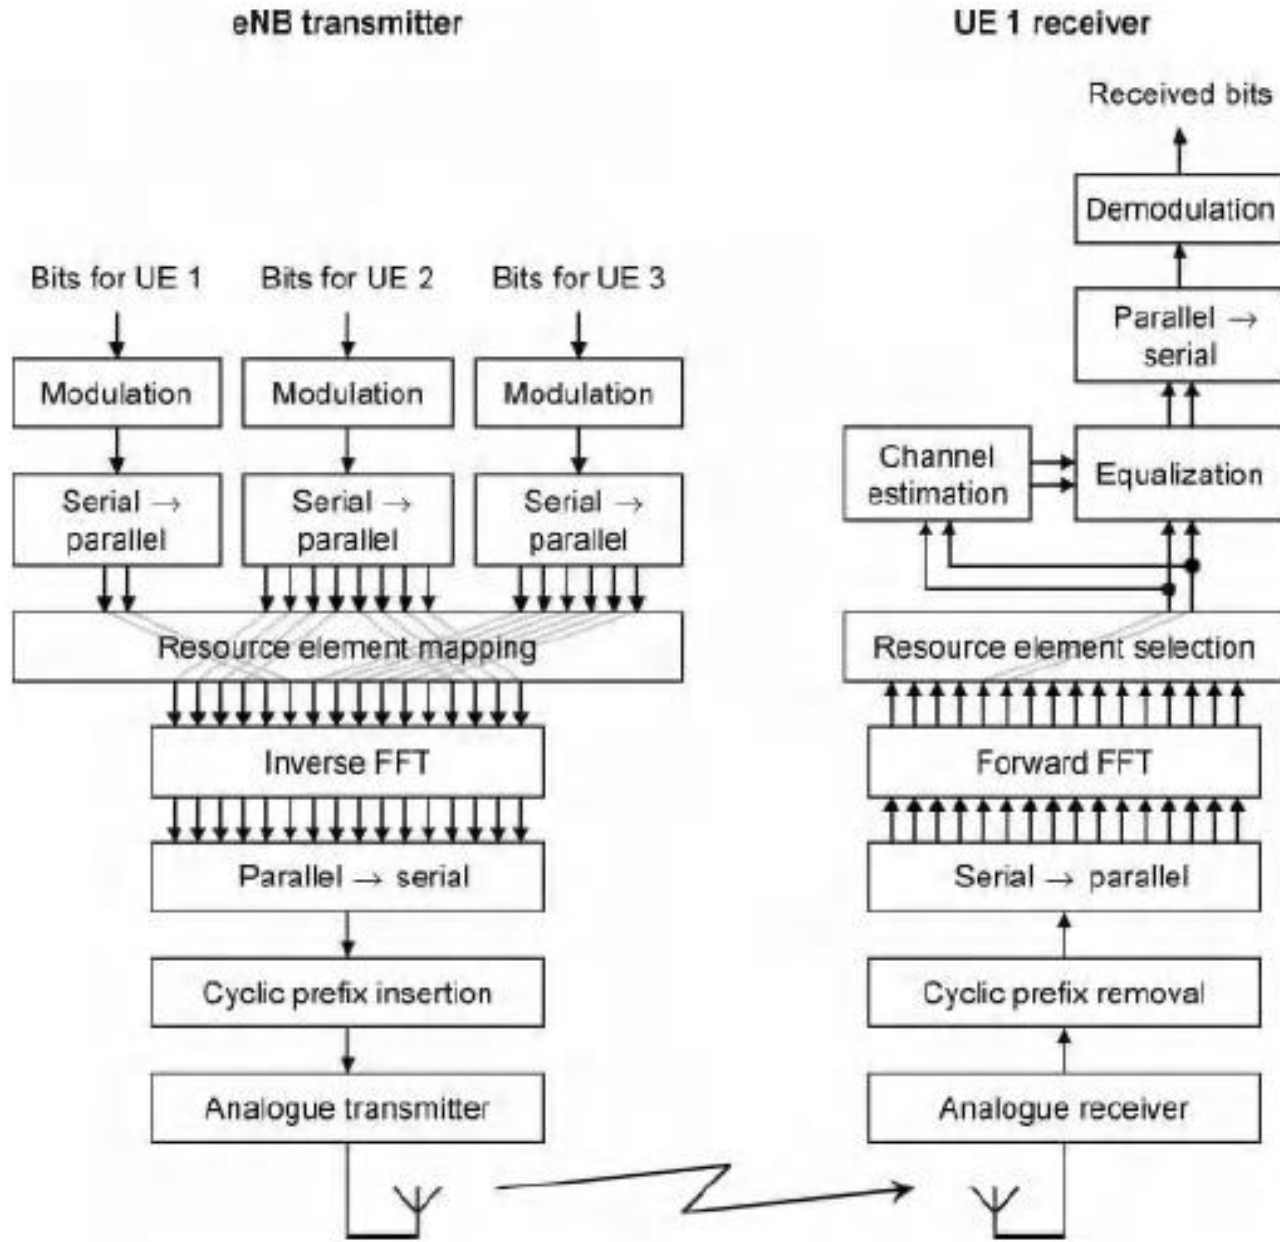 eNB transmitter
UE 1 receiver
Received bits
Demodulation
Bits for UE 1
Bits for UE 2
Bits for UE 3
Parallel →
serial
Modulation
Modulation
Modulation
Channel
estimation
Equalization
Serial →
parallel
Serial →
parallel
Serial →
parallel
Resource element mapping
Resource element selection
Inverse FFT
Forward FFT
Parallel → serial
Serial → parallel
Cyclic prefix insertion
Cyclic prefix removal
Analogue transmitter
Analogue receiver